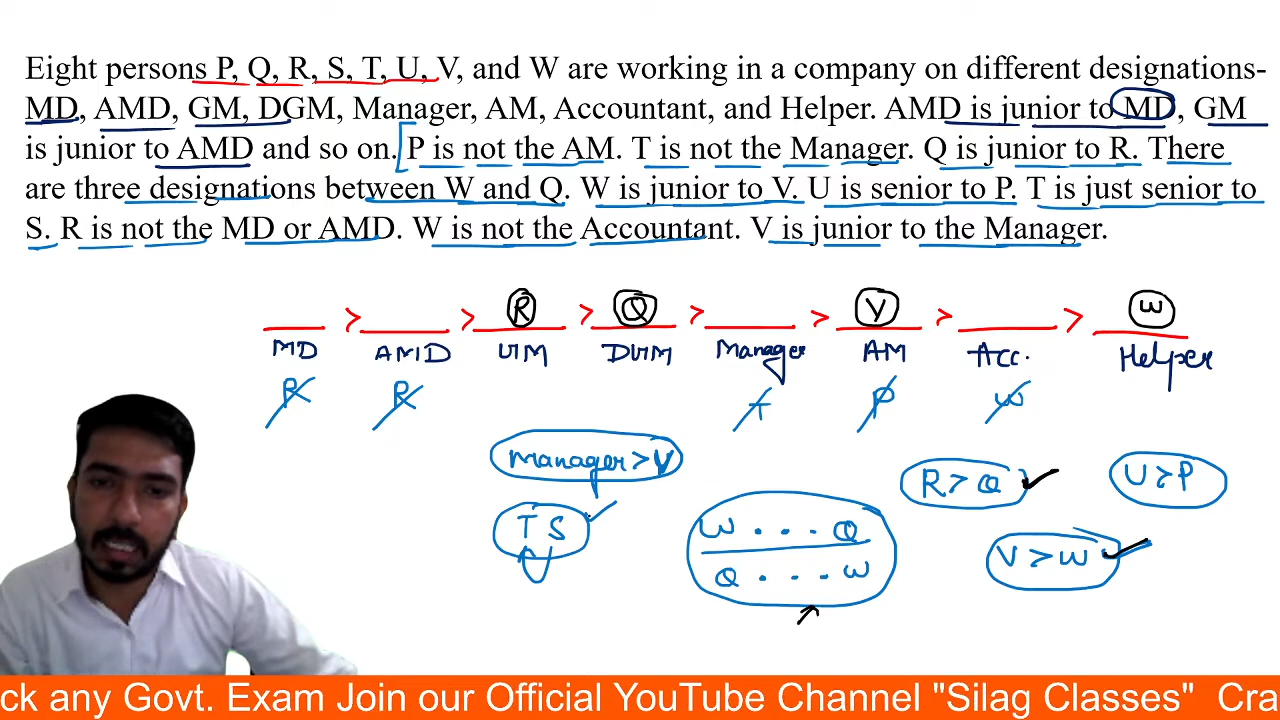 Eight persons P, Q, R, S, T, U, V, and W are working in a company on different designations-
MD, AMD, GM, DGM, Manager, AM, Accountant, and Helper. AMD is junior to MD, GM
is junior to AMD and so on. P is not the AM. T is not the Manager. Q is junior to R. There
are three designations between W and Q. W is junior to V. U is senior to P. T is just senior to
S. R is not the MD or AMD. W is not the Accountant. V is junior to the Manager.
> > R > Q > > V > > W
MD AMD GM DGM Manager AM Acc. Helper
R R T P W
Manager > V
R > Q
U > P
T S
W . . . Q
Q . . . W
V > W
ck any Govt. Exam Join our Official YouTube Channel "Silag Classes" Cra